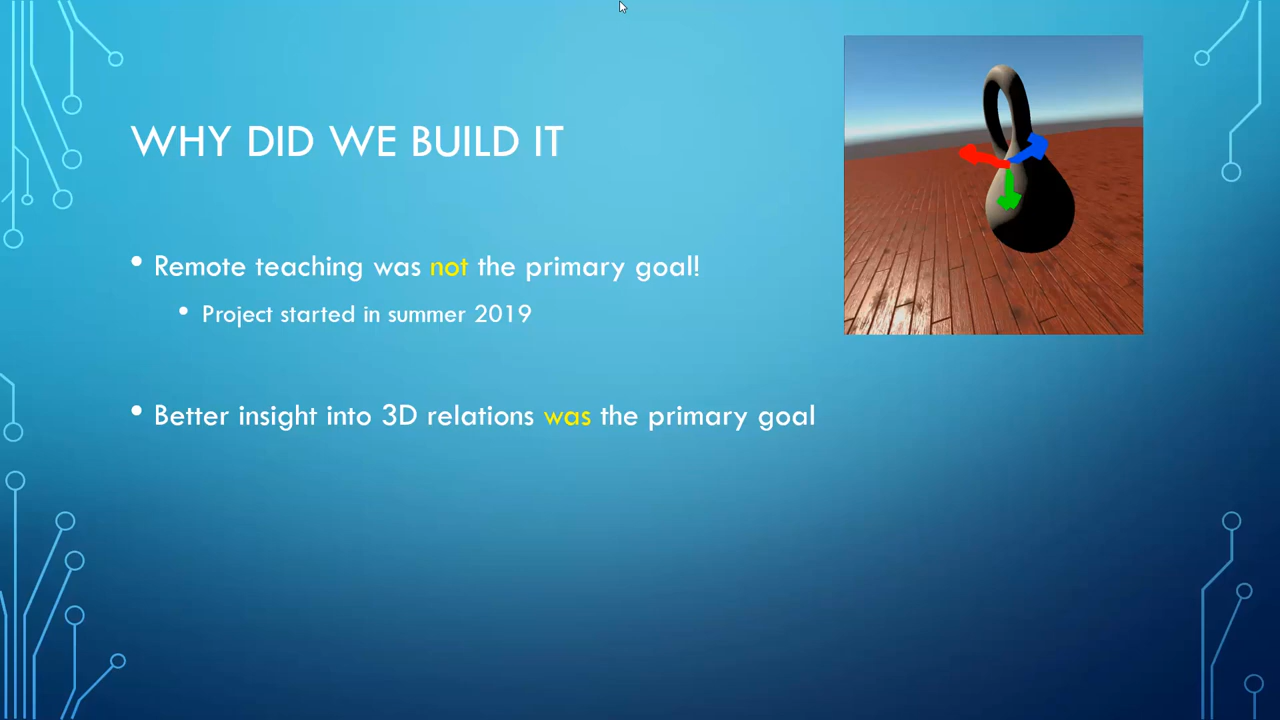 WHY DID WE BUILD IT
• Remote teaching was not the primary goal!
• Project started in summer 2019
• Better insight into 3D relations was the primary goal